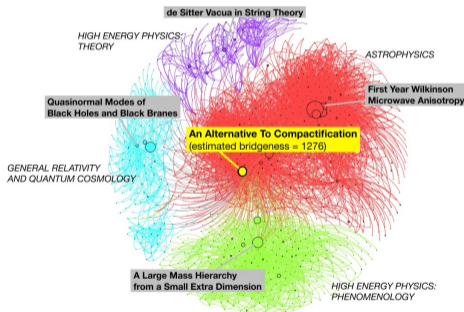 de Sitter Vacua in String Theory
HIGH ENERGY PHYSICS:
THEORY
ASTROPHYSICS
First Year Wilkinson
Microwave Anisotropy
Quasinormal Modes of
Black Holes and Black Branes
An Alternative To Compactification
(estimated bridgeness = 1276)
GENERAL RELATIVITY
AND QUANTUM COSMOLOGY
A Large Mass Hierarchy
from a Small Extra Dimension
HIGH ENERGY PHYSICS:
PHENOMENOLOGY